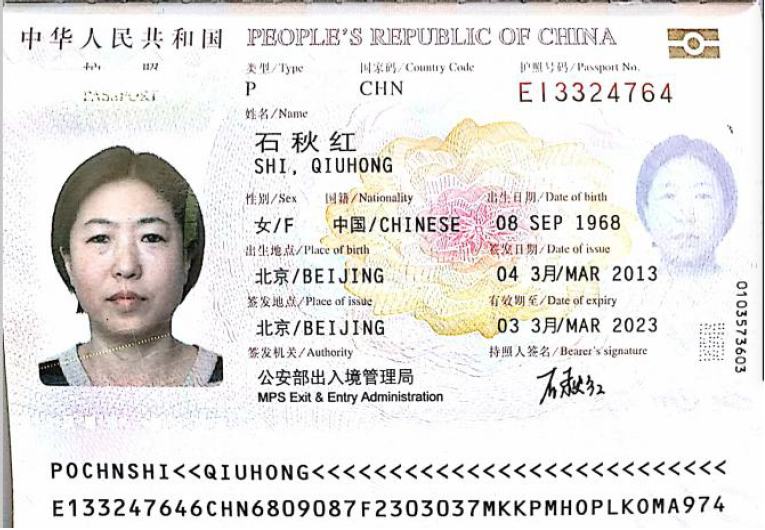 中华人民共和国 PEOPLE'S REPUBLIC OF CHINA
护 照 类型/Type 国家码/Country Code 护照号码/Passport No.
PASSPORT P CHN E13324764
姓名/Name
石秋红
SHI, QIUHONG
性别/Sex 国籍/Nationality 出生日期/Date of birth
女/F 中国/CHINESE 08 SEP 1968
出生地点/Place of birth 签发日期/Date of issue
北京/BEIJING 04 3月/MAR 2013
签发地点/Place of issue 有效期至/Date of expiry
北京/BEIJING 03 3月/MAR 2023
签发机关/Authority 持照人签名/Bearer's signature
公安部出入境管理局 石秋红
MPS Exit & Entry Administration
0103573603
POCHNSHI<<QIUHONG<<<<<<<<<<<<<<<<<<<<<<<<<<<
E133247646CHN6809087F2303037MKKPMHOPLKOMA974